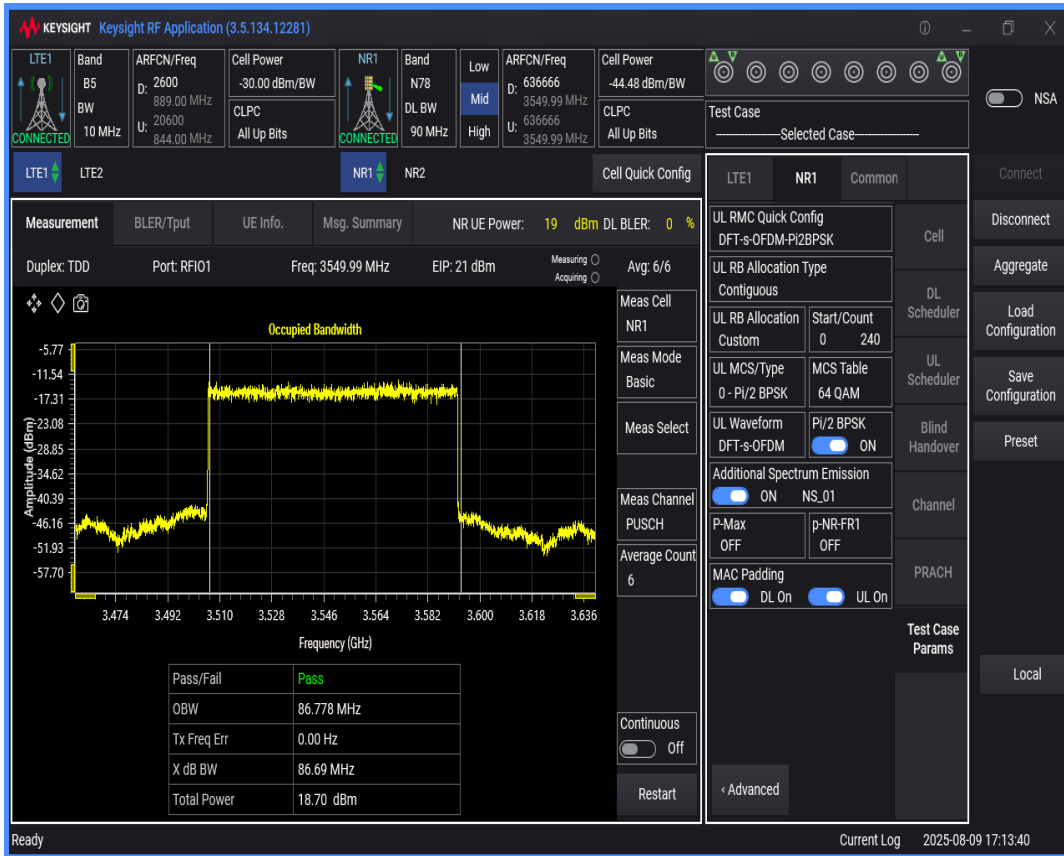 KEYSIGHT Keysight RF Application (3.5.134.12281)
LTE1 Band ARFCN/Freq Cell Power NR1 Band Low ARFCN/Freq Cell Power
B5 D: 2600 -30.00 dBm/BW N78 D: 636666 -44.48 dBm/BW
889.00 MHz 3549.99 MHz
BW U: 20600 CLPC DL BW Mid U: 636666 CLPC
CONNECTED 10 MHz 844.00 MHz All Up Bits CONNECTED 90 MHz High 3549.99 MHz All Up Bits
A V A V
Test Case
--------------------Selected Case--------------------
NSA
LTE1 LTE2 NR1 NR2 Cell Quick Config
LTE1 NR1 Common
Connect
Measurement BLER/Tput UE Info. Msg. Summary NR UE Power: 19 dBm DL BLER: 0 %
Duplex: TDD Port: RFIO1 Freq: 3549.99 MHz EIP: 21 dBm Measuring Acquiring Avg: 6/6
Occupied Bandwidth
Amplitude (dBm)
-5.77
-11.54
-17.31
-23.08
-28.85
-34.62
-40.39
-46.16
-51.93
-57.70
3.474 3.492 3.510 3.528 3.546 3.564 3.582 3.600 3.618 3.636
Frequency (GHz)
Pass/Fail Pass
OBW 86.778 MHz
Tx Freq Err 0.00 Hz
X dB BW 86.69 MHz
Total Power 18.70 dBm
Meas Cell
NR1
Meas Mode
Basic
Meas Select
Meas Channel
PUSCH
Average Count
6
Continuous
Off
Restart
UL RMC Quick Config
DFT-s-OFDM-Pi2BPSK
UL RB Allocation Type
Contiguous
UL RB Allocation Start/Count
Custom 0 240
UL MCS/Type MCS Table
0 - Pi/2 BPSK 64 QAM
UL Waveform Pi/2 BPSK
DFT-s-OFDM ON
Additional Spectrum Emission
ON NS_01
P-Max p-NR-FR1
OFF OFF
MAC Padding
DL On UL On
‹ Advanced
Cell
DL
Scheduler
UL
Scheduler
Blind
Handover
Channel
PRACH
Test Case
Params
Disconnect
Aggregate
Load
Configuration
Save
Configuration
Preset
Local
Ready Current Log 2025-08-09 17:13:40